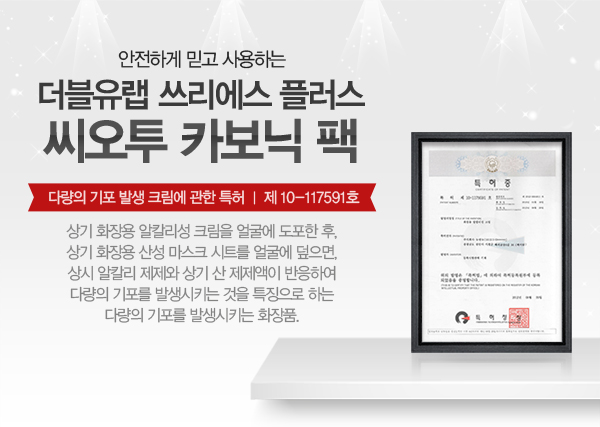 안전하게 믿고 사용하는
더블유랩 쓰리에스 플러스
씨오투 카보닉 팩
다량의 기포 발생 크림에 관한 특허 | 제 10-117591호
상기 화장용 알칼리성 크림을 얼굴에 도포한 후,
상기 화장용 산성 마스크 시트를 얼굴에 덮으면,
상시 알칼리 제제와 상기 산 제제액이 반응하여
다량의 기포를 발생시키는 것을 특징으로 하는
다량의 기포를 발생시키는 화장품.
특 허 증
특 허 청